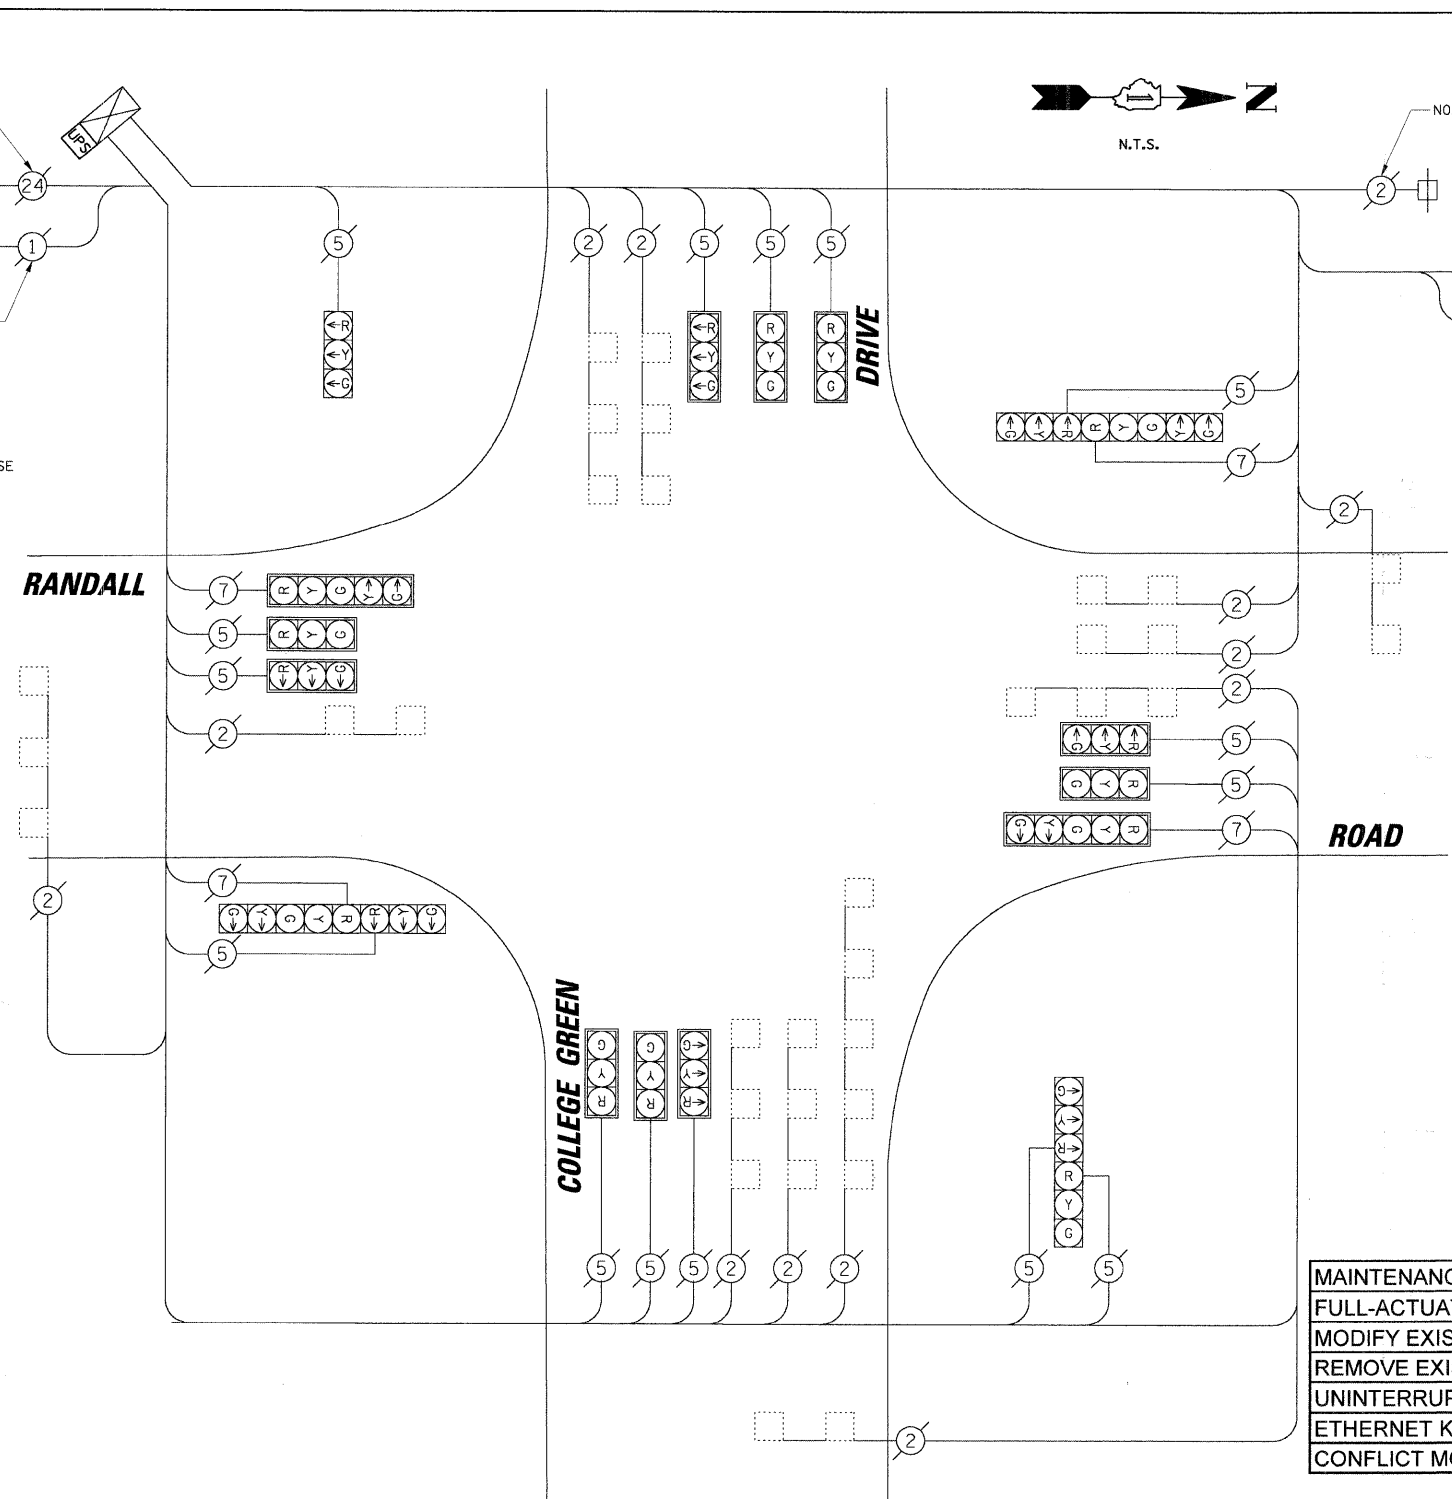 N
N.T.S.
NO
UPS
24
2
1
5
2
2
5
5
5
←R
←Y
←G
←R
←Y
←G
R
Y
G
R
Y
G
DRIVE
5
G Y R R Y G Y G
7
SE
2
RANDALL
7
R Y G Y G
5
R Y G
5
R Y G
2
2
2
2
G Y R
5
G Y R
5
G Y G Y R
7
ROAD
2
7
G Y G Y R R Y G
5
COLLEGE GREEN
G
Y
R
G
Y
R
G
Y
R
G
Y
R
R
Y
G
5
5
5
2
2
2
5
5
2
MAINTENANC
FULL-ACTUA
MODIFY EXIS
REMOVE EXI
UNINTERRUP
ETHERNET K
CONFLICT MO